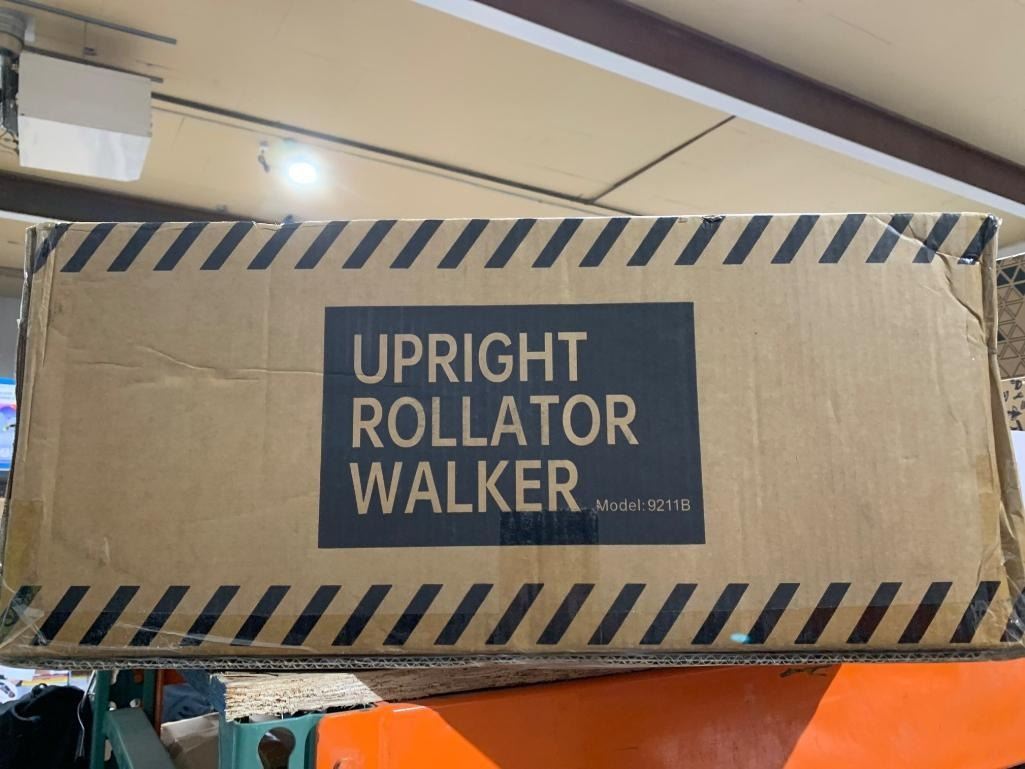 UPRIGHT
ROLLATOR
WALKER
Model:9211B